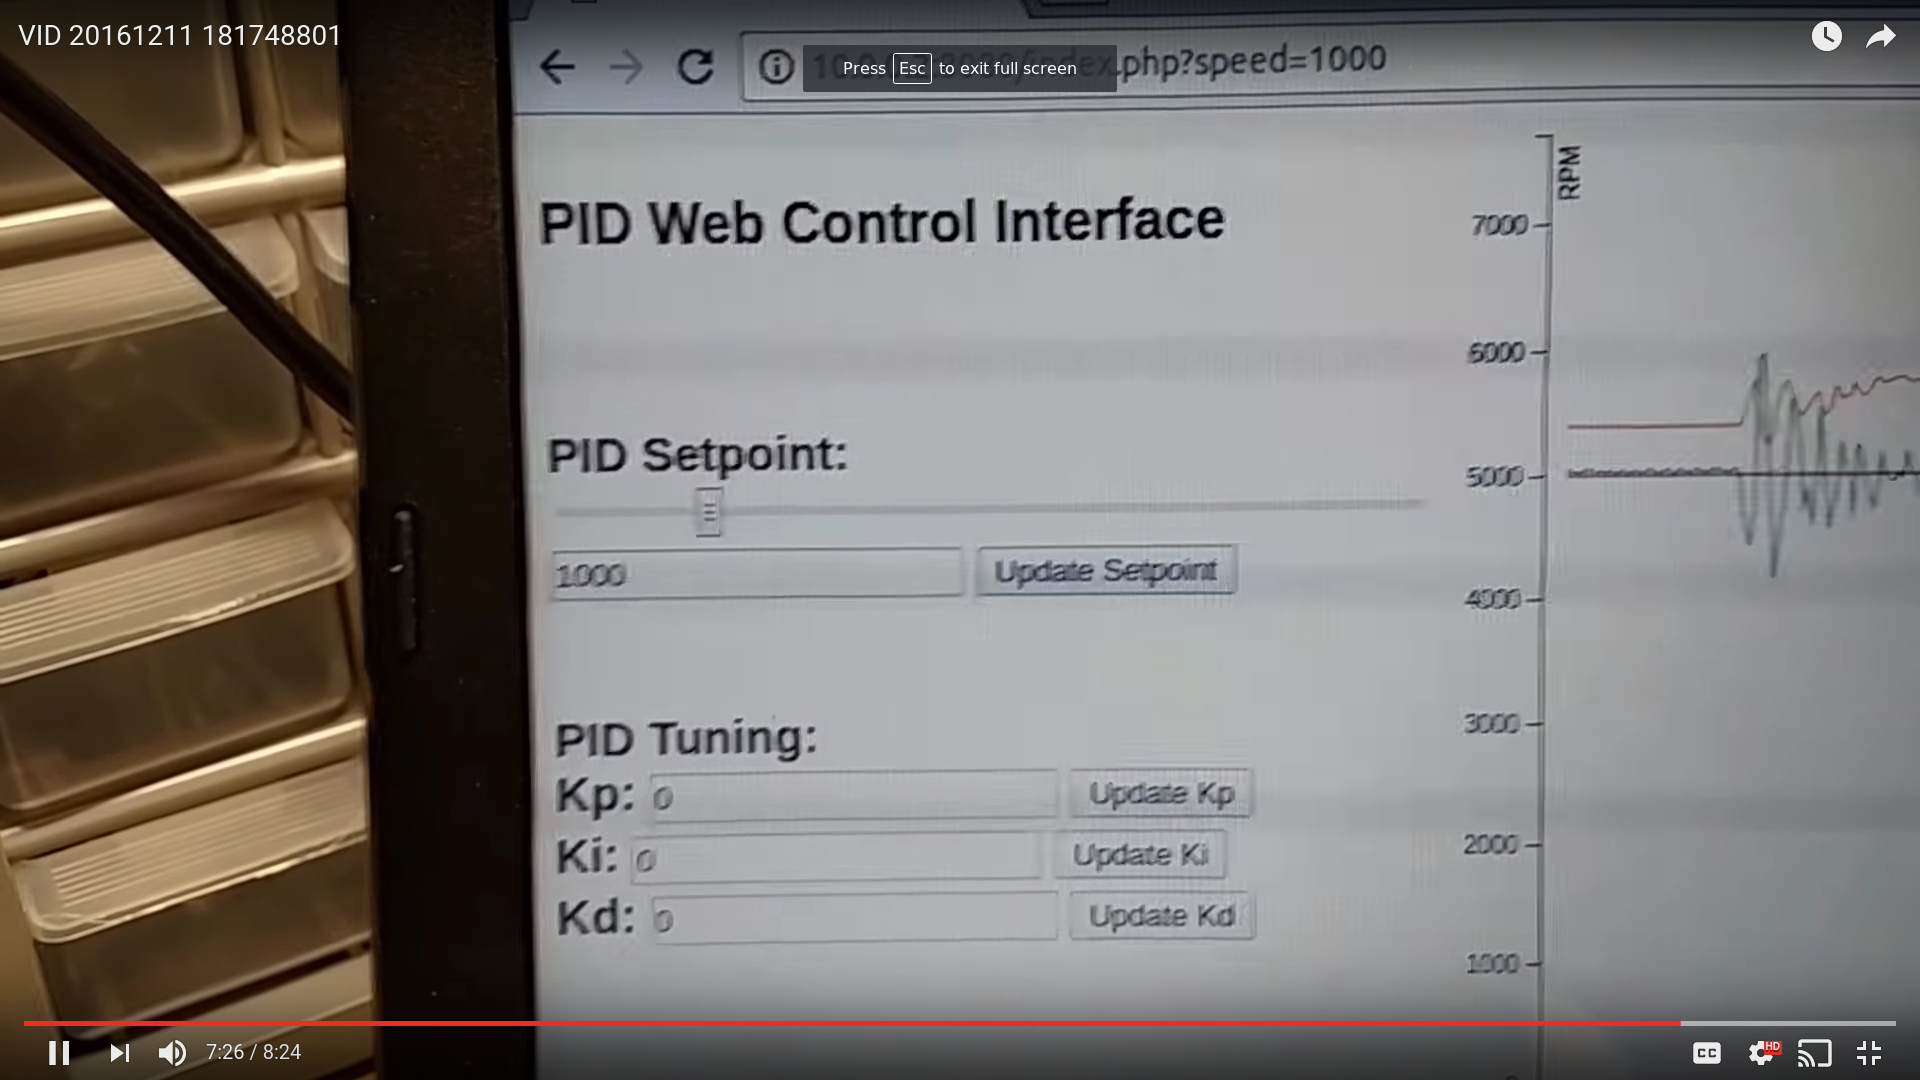 VID 20161211 181748801
.php?speed=1000
Press Esc to exit full screen
RPM
PID Web Control Interface
7000
6000
PID Setpoint:
5000
1000
Update Setpoint
4000
PID Tuning:
3000
Kp: 0
Update Kp
Ki: 0
Update Ki
2000
Kd: 0
Update Kd
1000
7:26 / 8:24
CC
HD